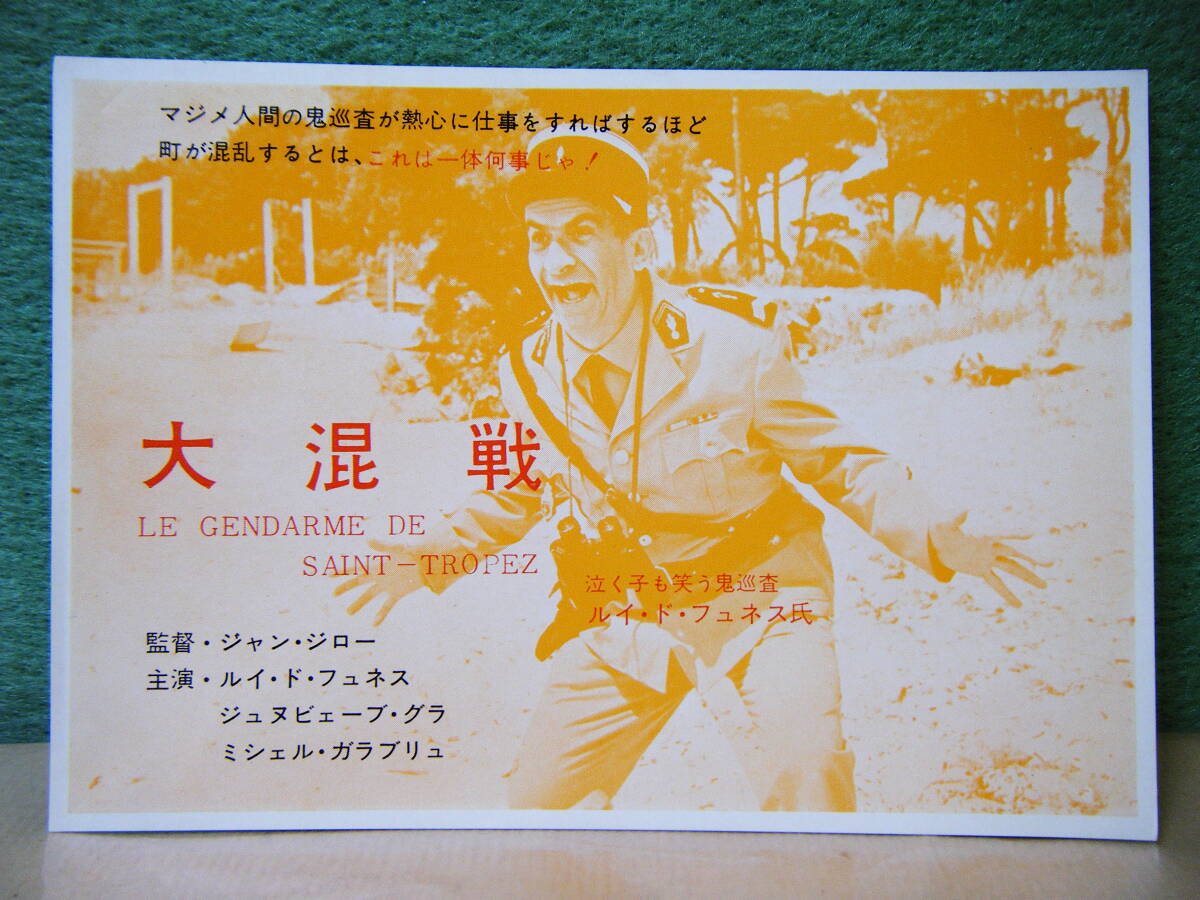 マジメ人間の鬼巡査が熱心に仕事をすればするほど
町が混乱するとは、これは一体何事じゃ!
大混戦
LE GENDARME DE
SAINT-TROPEZ
泣く子も笑う鬼巡査
ルイ・ド・フュネス氏
監督・ジャン・ジロー
主演・ルイ・ド・フュネス
ジュヌビェーブ・グラ
ミシェル・ガラブリュ